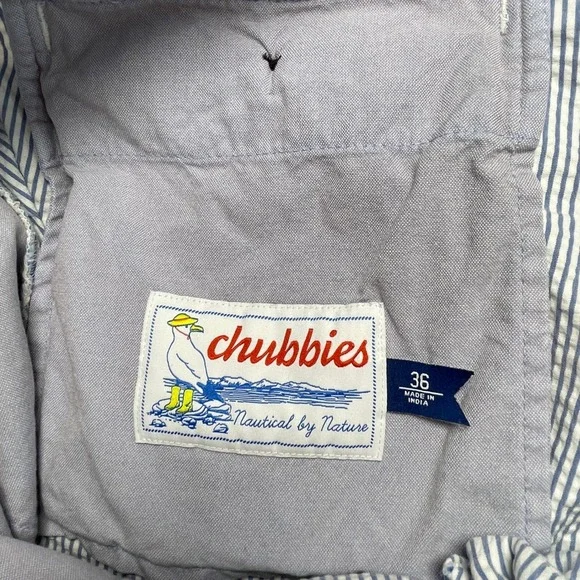 chubbies
Nautical by Nature
36
MADE IN
INDIA